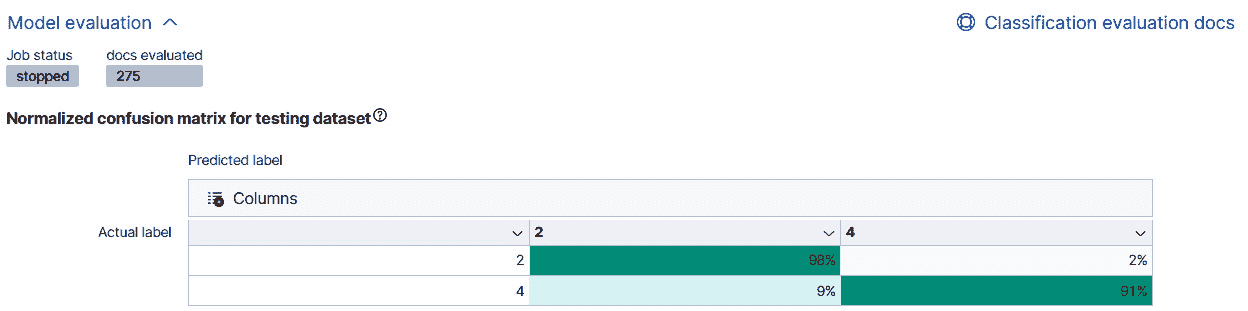 Model evaluation
Classification evaluation docs
Job status docs evaluated
stopped 275
Normalized confusion matrix for testing dataset?
Predicted label
Columns
Actual label 2 4
2 98% 2%
4 9% 91%